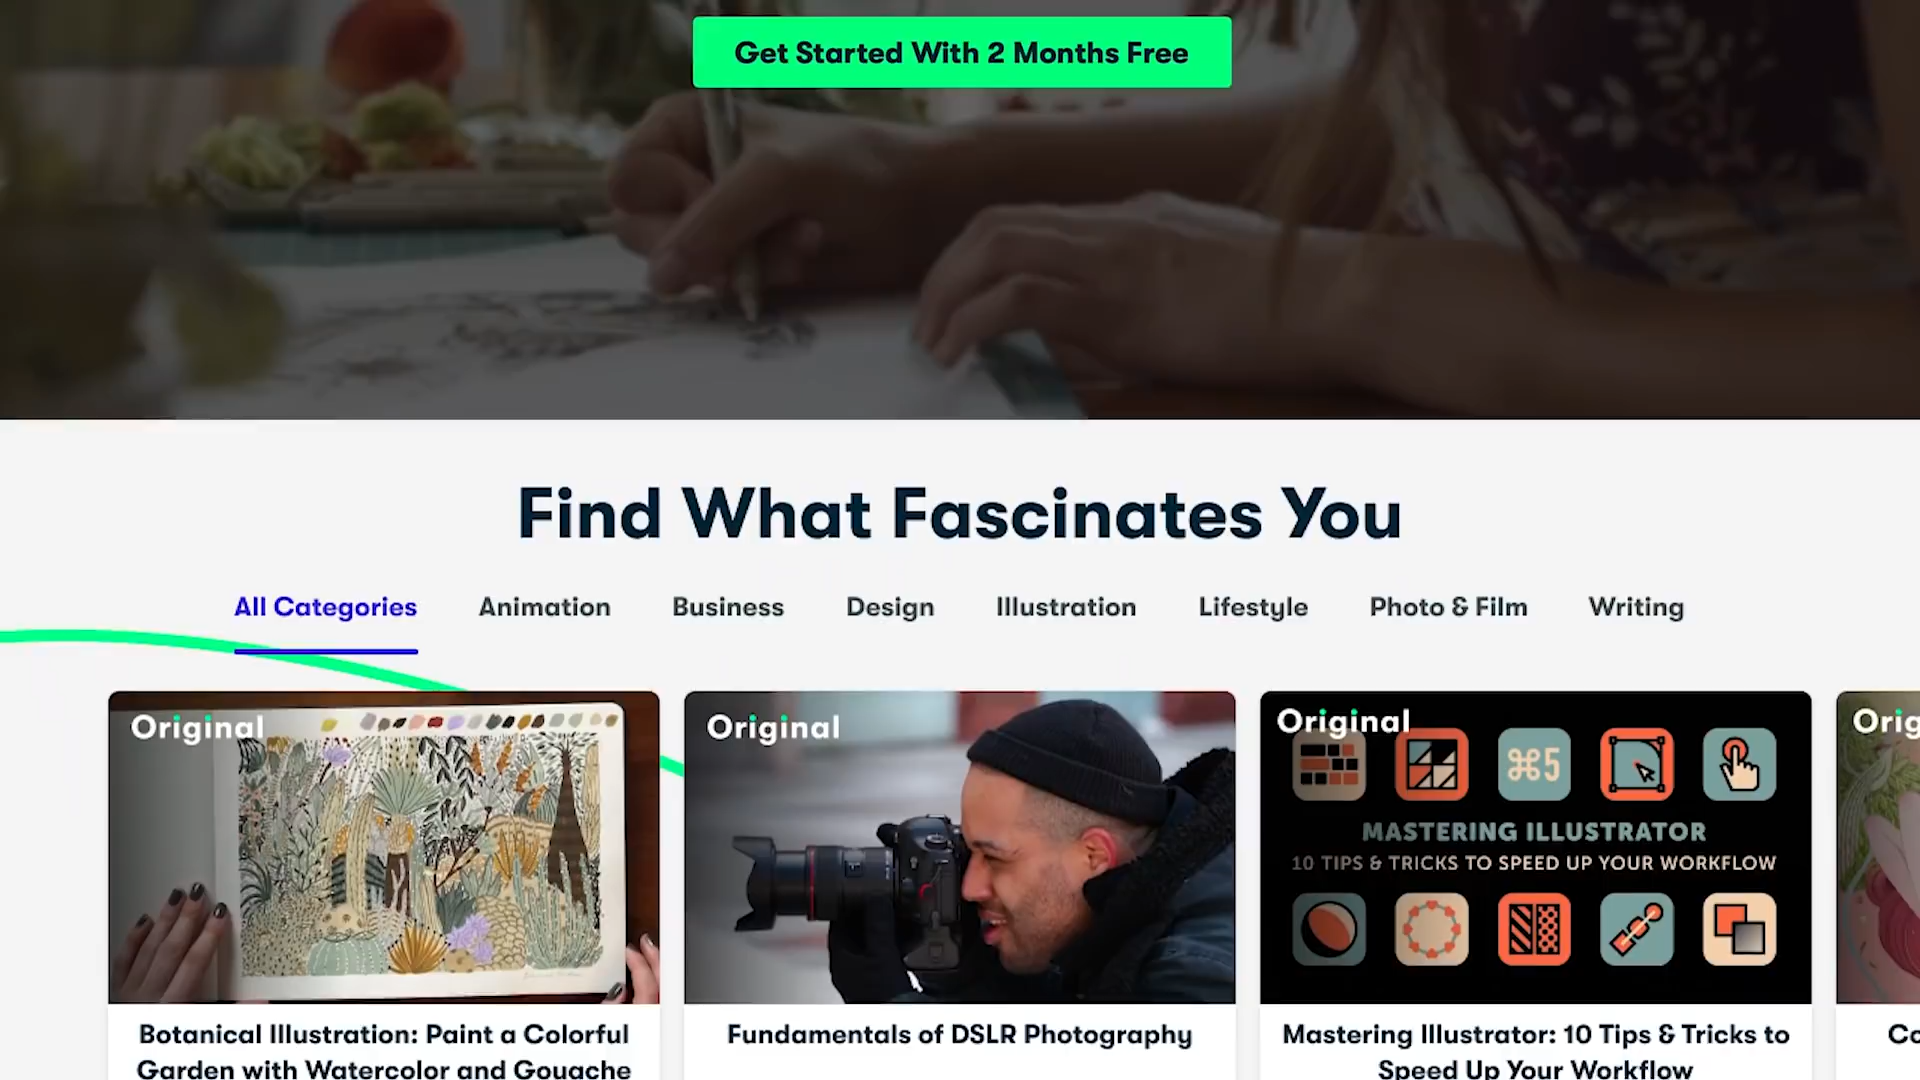 Get Started With 2 Months Free
Find What Fascinates You
All Categories Animation Business Design Illustration Lifestyle Photo & Film Writing
Original Original Original Orig
⌘5
MASTERING ILLUSTRATOR
10 TIPS & TRICKS TO SPEED UP YOUR WORKFLOW
Botanical Illustration: Paint a Colorful
Garden with Watercolor and Gouache
Fundamentals of DSLR Photography
Mastering Illustrator: 10 Tips & Tricks to
Speed Up Your Workflow
Co